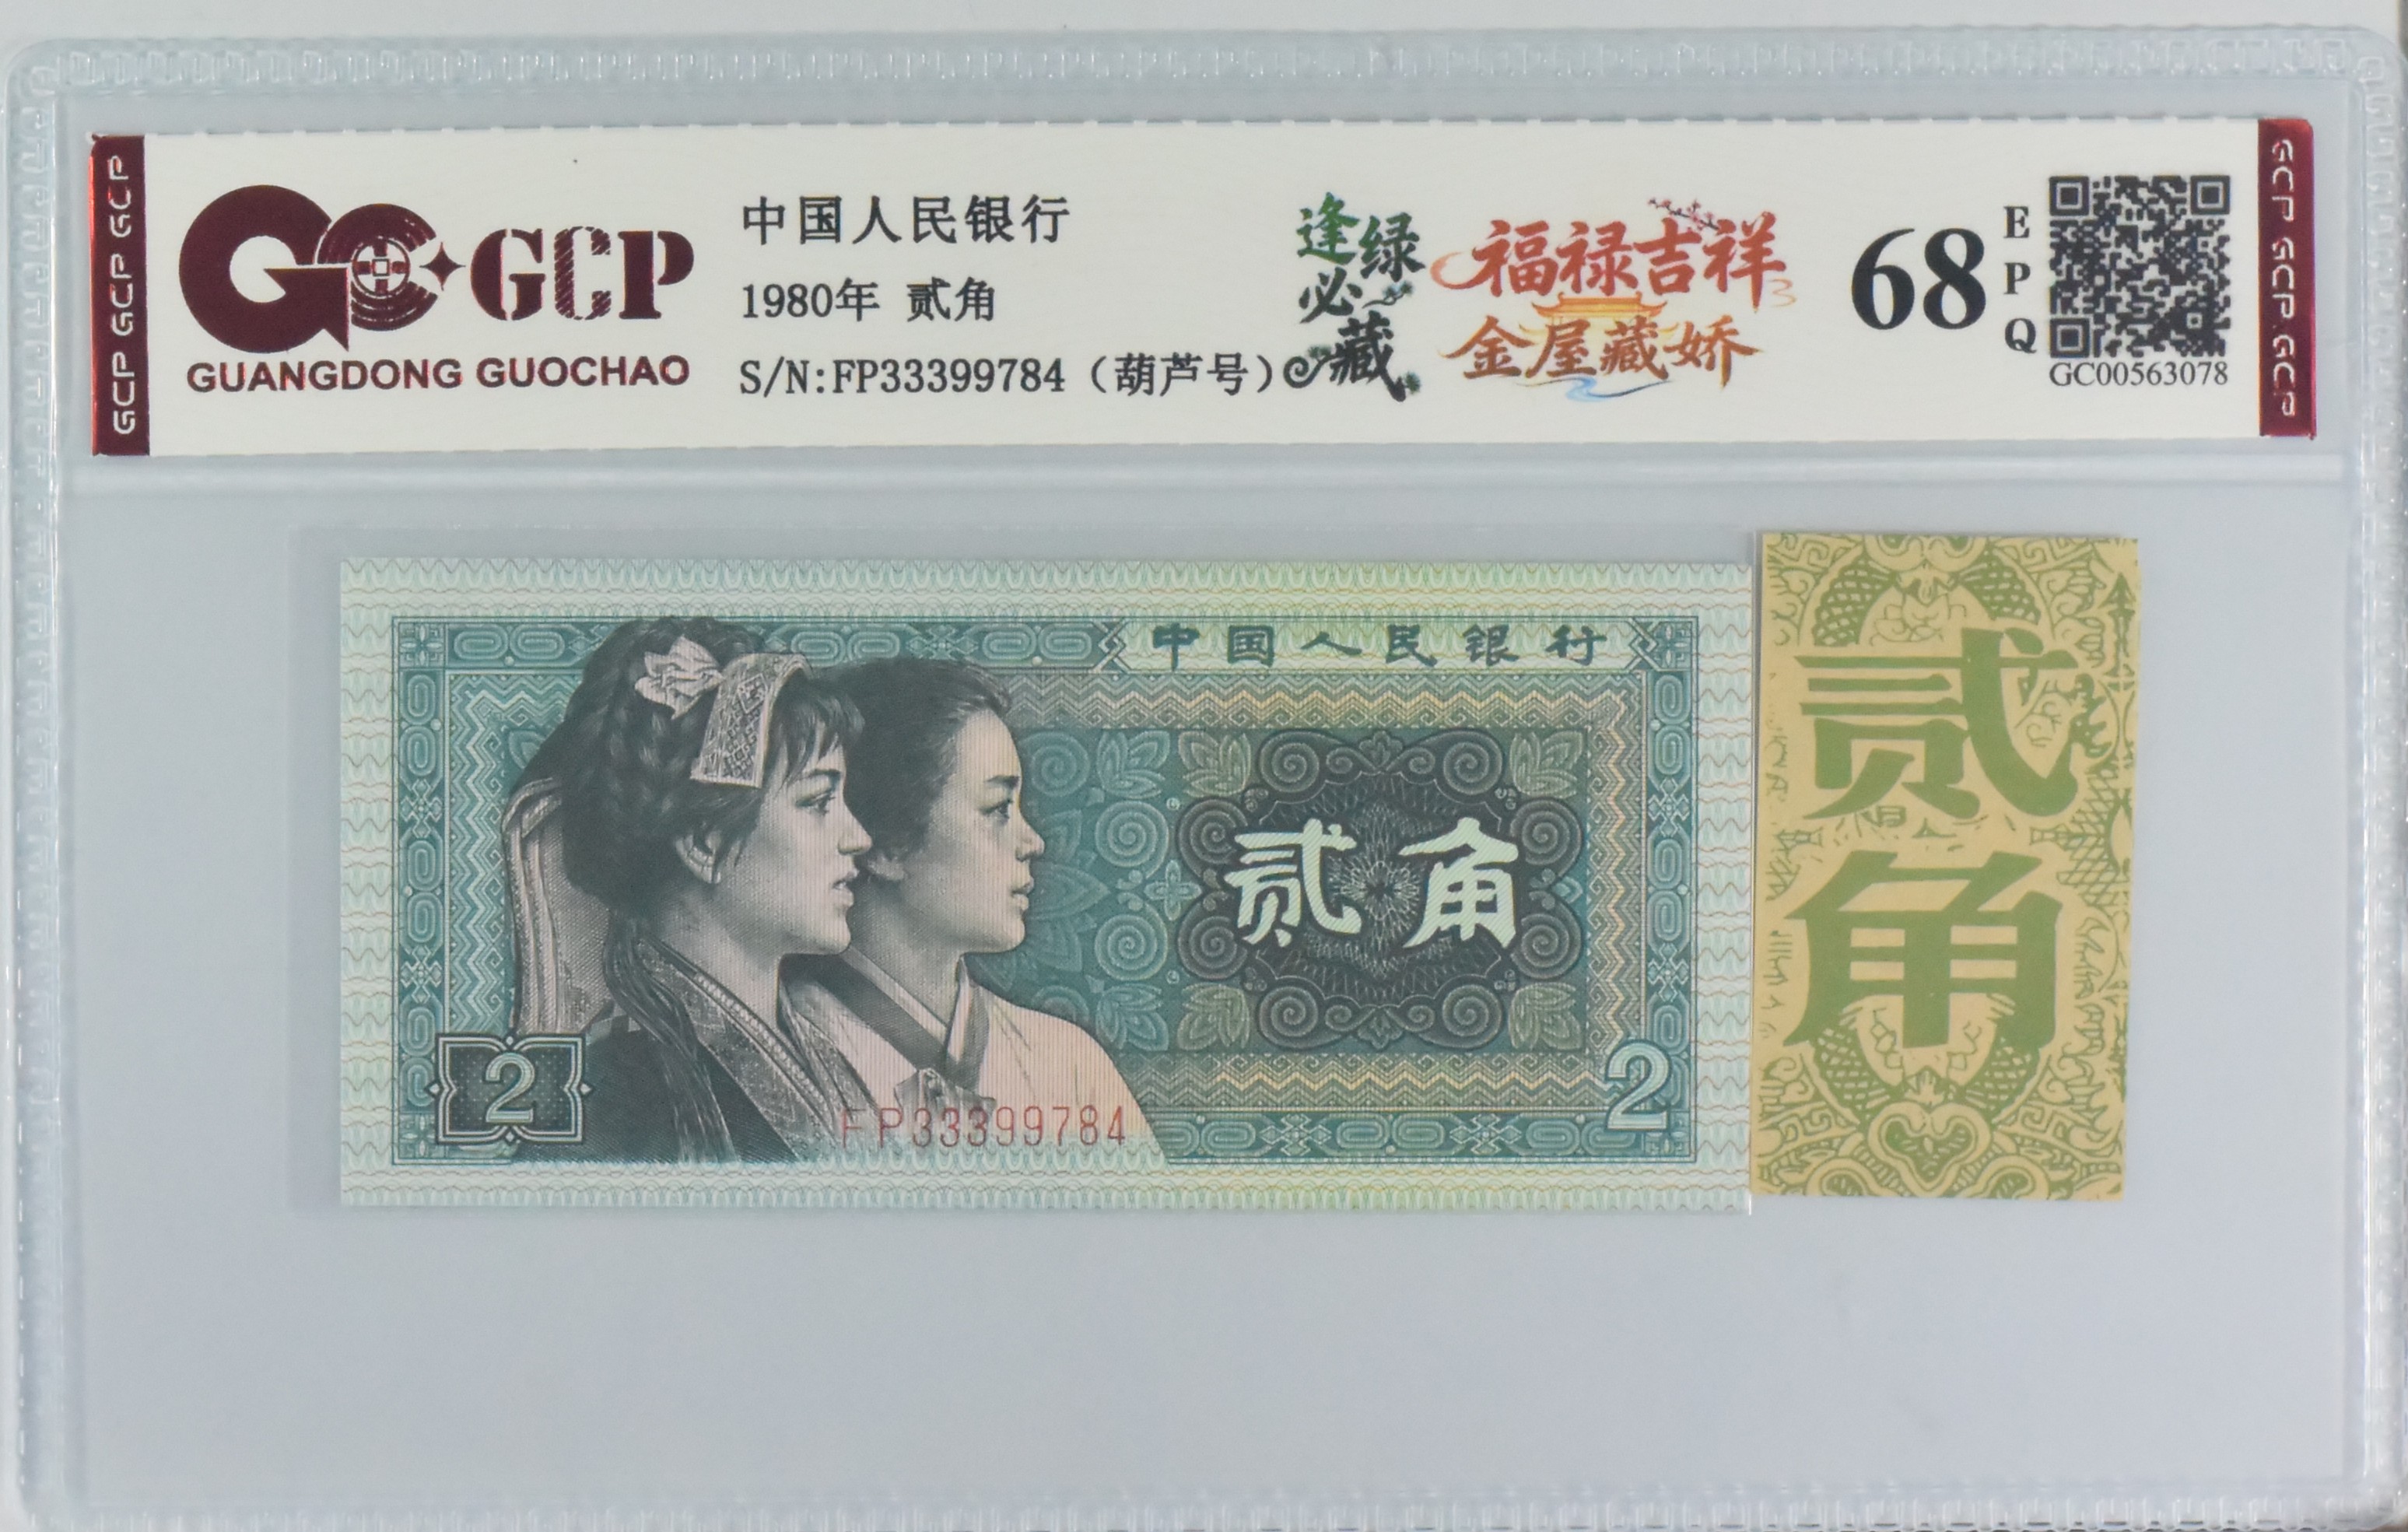 GCP GCP GCP
GCP
GUANGDONG GUOCHAO
中国人民银行
1980年 贰角
S/N:FP33399784（葫芦号）
逢绿必藏
福禄吉祥
金屋藏娇
68
EPQ
GC00563078
GCP GCP GCP
中国人民银行
贰角
2
2
FP33399784
贰角